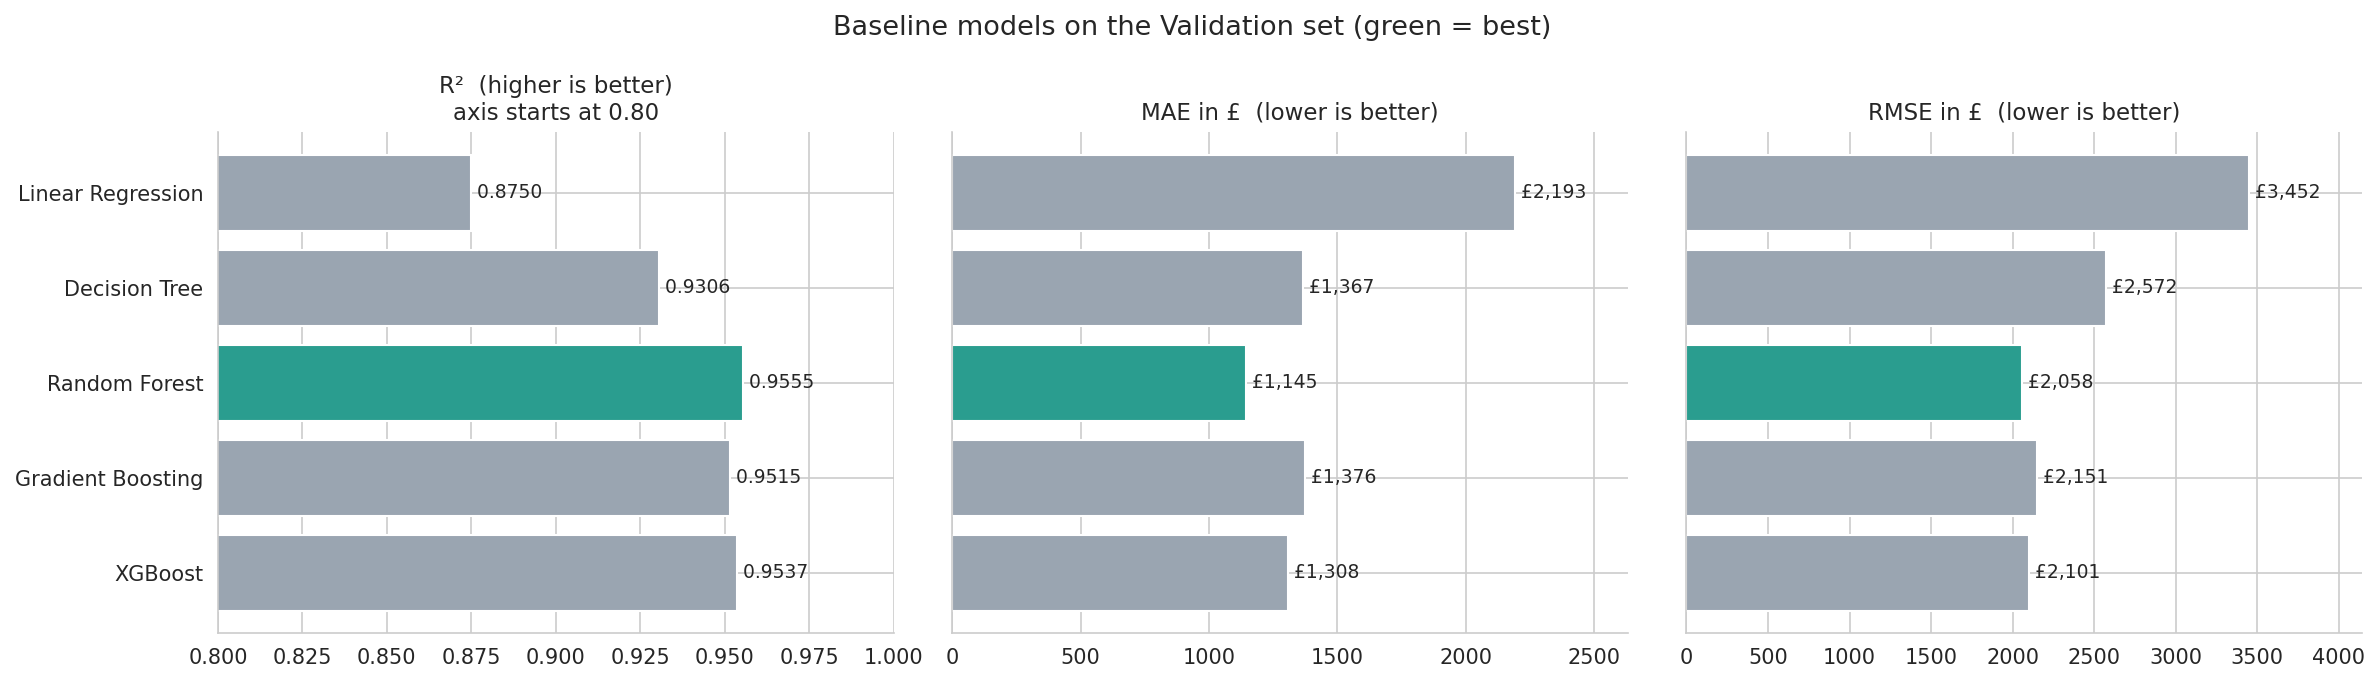 Baseline models on the Validation set (green = best)
R²  (higher is better)
axis starts at 0.80
MAE in £  (lower is better)
RMSE in £  (lower is better)
Linear Regression
0.8750
£2,193
£3,452
Decision Tree
0.9306
£1,367
£2,572
Random Forest
0.9555
£1,145
£2,058
Gradient Boosting
0.9515
£1,376
£2,151
XGBoost
0.9537
£1,308
£2,101
0.800 0.825 0.850 0.875 0.900 0.925 0.950 0.975 1.000
0 500 1000 1500 2000 2500
0 500 1000 1500 2000 2500 3000 3500 4000